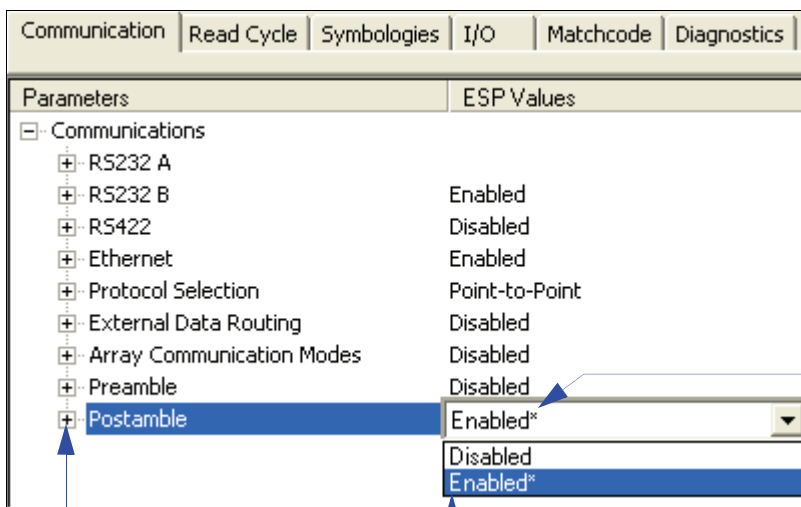 Communication Read Cycle Symbologies I/O Matchcode Diagnostics
Parameters ESP Values
Communications
RS232 A
RS232 B Enabled
RS422 Disabled
Ethernet Enabled
Protocol Selection Point-to-Point
External Data Routing Disabled
Array Communication Modes Disabled
Preamble Disabled
Postamble Enabled*
Disabled
Enabled*